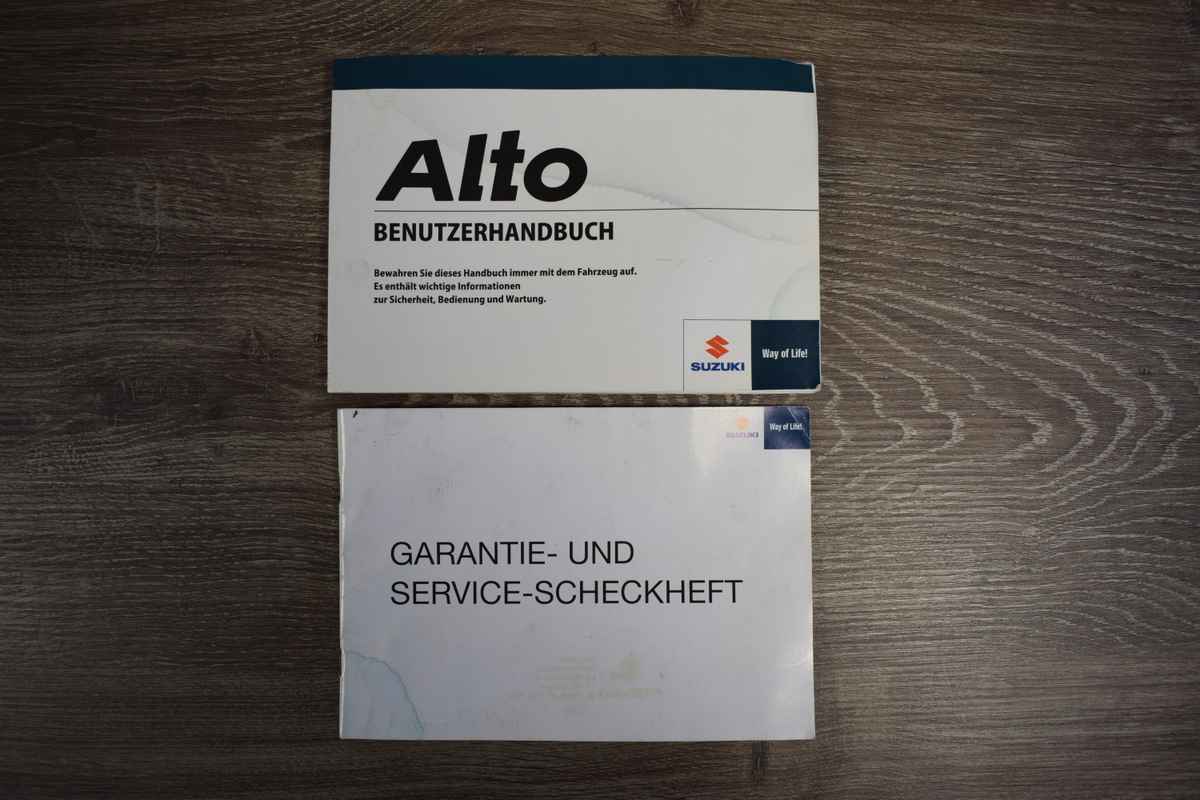 Alto
BENUTZERHANDBUCH
Bewahren Sie dieses Handbuch immer mit dem Fahrzeug auf.
Es enthält wichtige Informationen
zur Sicherheit, Bedienung und Wartung.
SUZUKI
Way of Life!
SUZUKI
Way of Life!
GARANTIE- UND
SERVICE-SCHECKHEFT